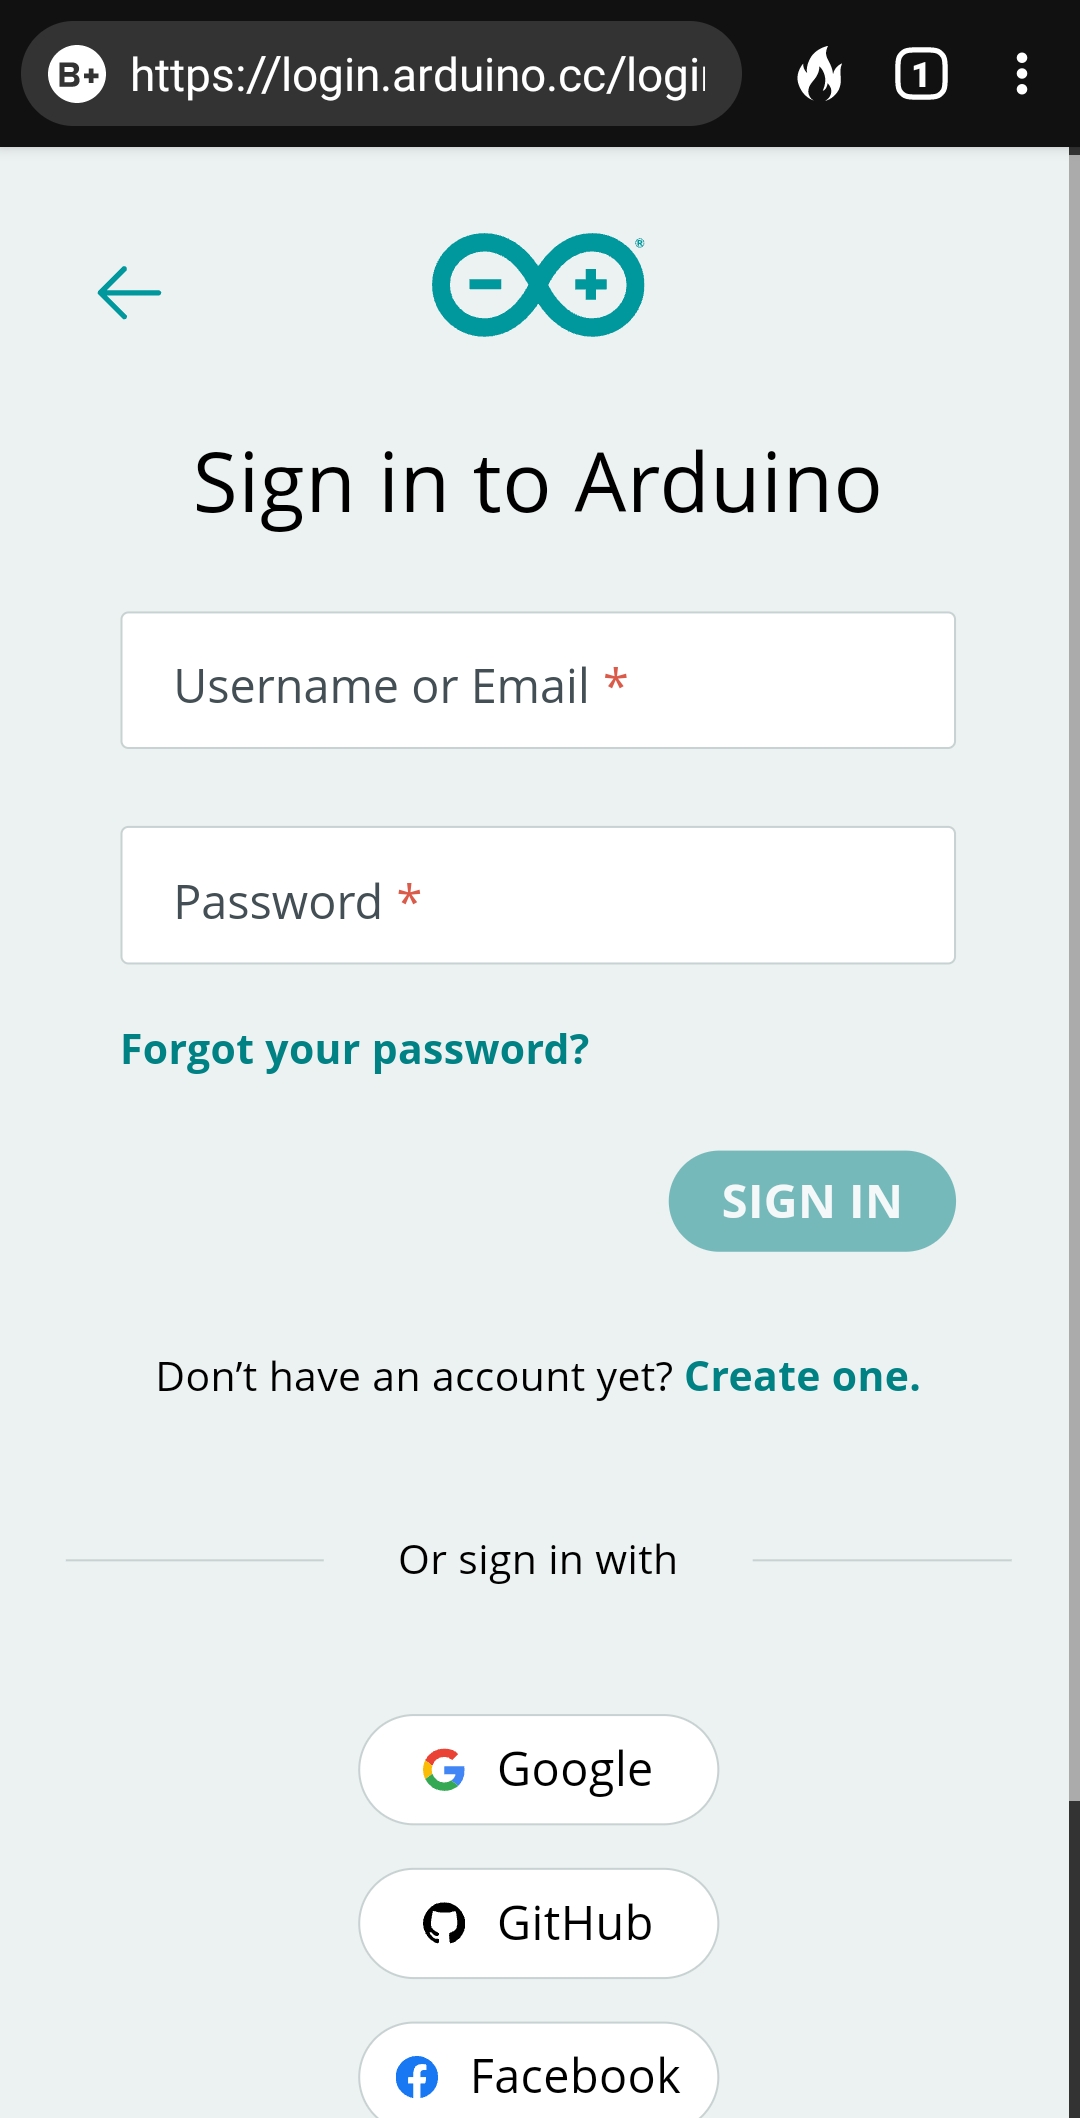 B+ https://login.arduino.cc/logi
1
®
Sign in to Arduino
Username or Email *
Password *
Forgot your password?
SIGN IN
Don’t have an account yet? Create one.
Or sign in with
Google
GitHub
Facebook